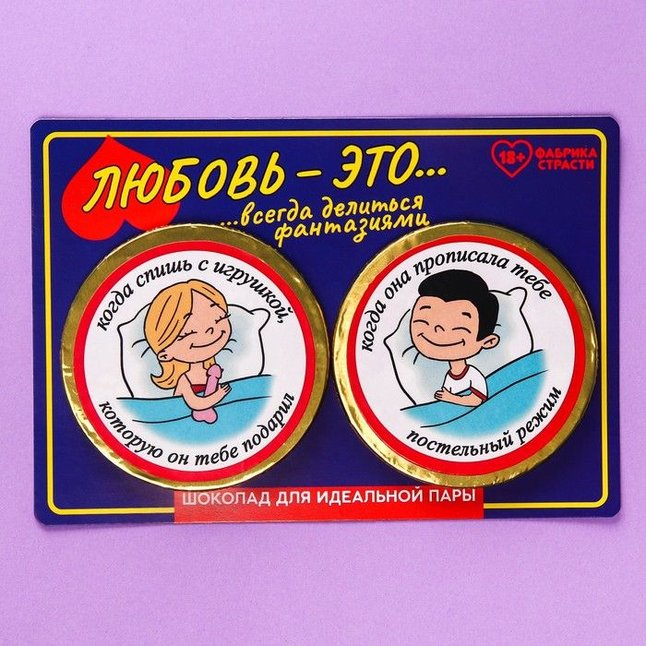 ЛЮБОВЬ – ЭТО...
...всегда делиться
фантазиями
18+
ФАБРИКА
СТРАСТИ
когда спишь с игрушкой,
которую он тебе подарил
когда она прописала тебе
постельный режим
ШОКОЛАД ДЛЯ ИДЕАЛЬНОЙ ПАРЫ